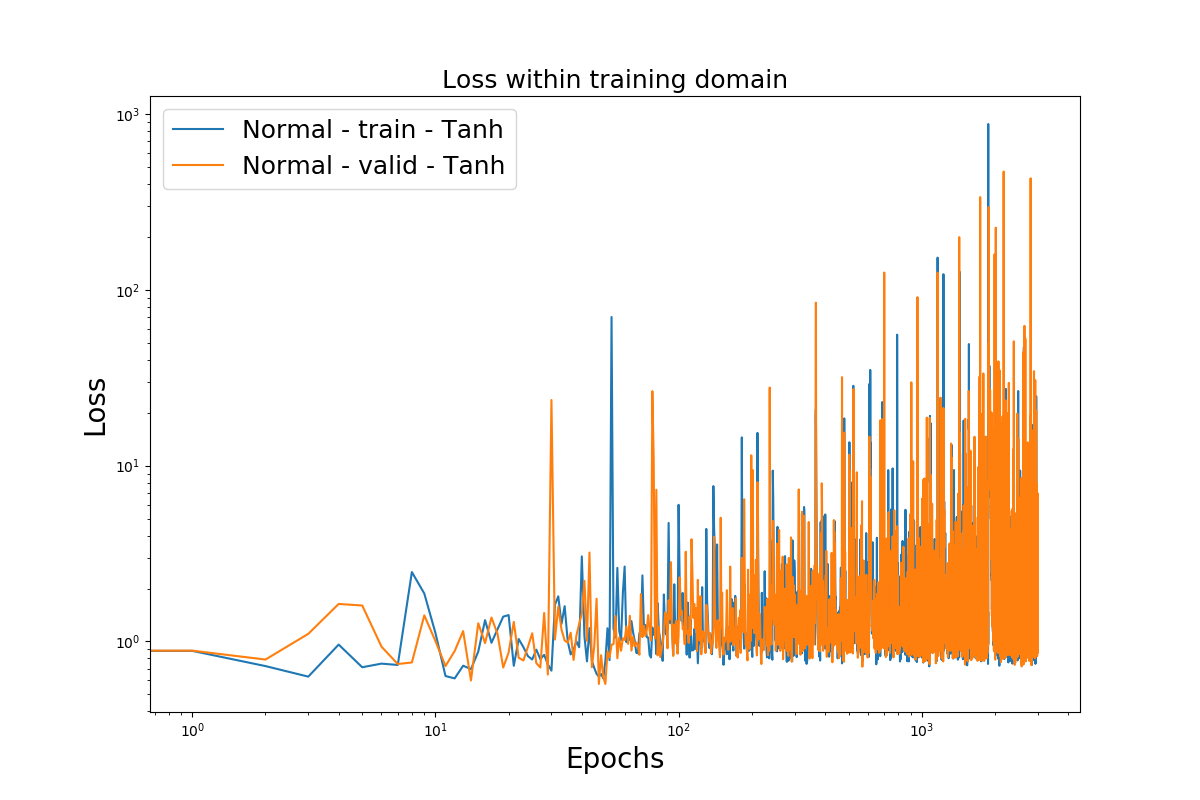 Loss within training domain
Normal - train - Tanh
Normal - valid - Tanh
Loss
10³
10²
10¹
10⁰
10⁰ 10¹ 10² 10³
Epochs